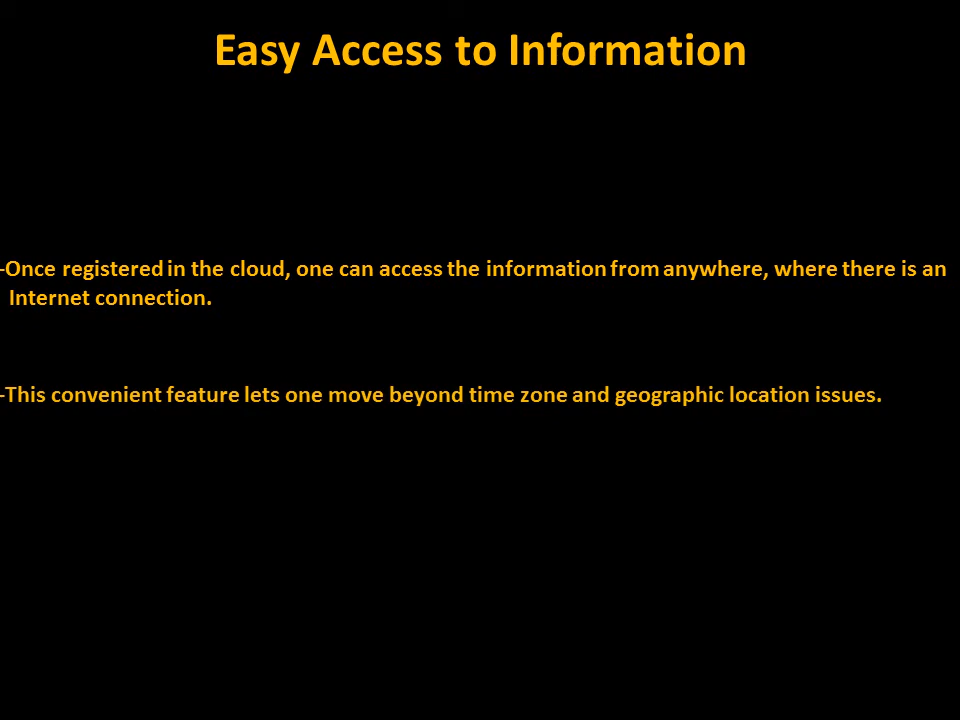 Easy Access to Information
-Once registered in the cloud, one can access the information from anywhere, where there is an
Internet connection.
-This convenient feature lets one move beyond time zone and geographic location issues.